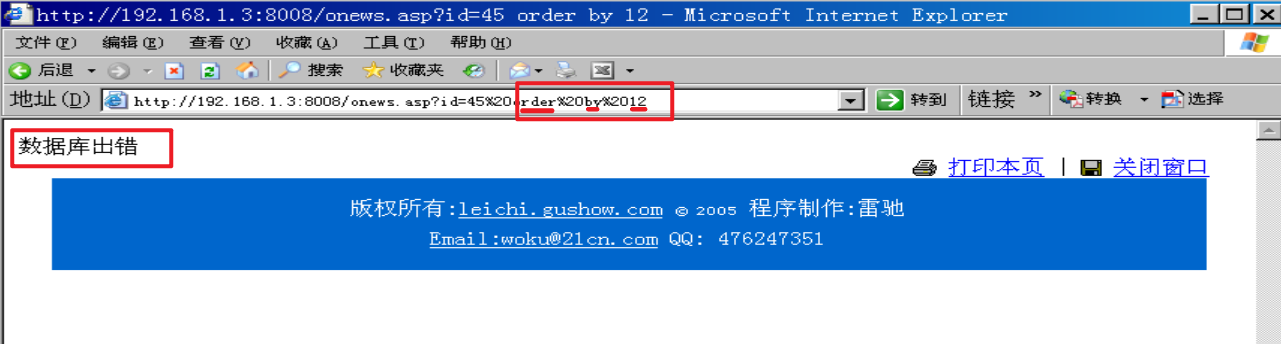 http://192.168.1.3:8008/onews.asp?id=45 order by 12 - Microsoft Internet Explorer
文件(F) 编辑(E) 查看(V) 收藏(A) 工具(T) 帮助(H)
后退 搜索 收藏夹
地址(D) http://192.168.1.3:8008/onews.asp?id=45%20order%20by%2012 转到 链接 » 转换 选择
数据库出错
打印本页 | 关闭窗口
版权所有:leichi.gushow.com © 2005 程序制作:雷驰
Email:woku@21cn.com QQ: 476247351